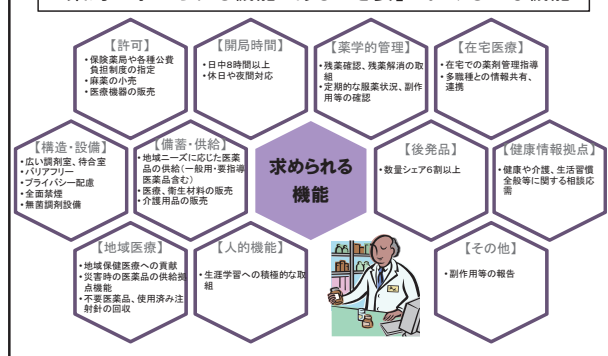 【許可】
・保険薬局や各種公費
負担制度の指定
・麻薬の小売
・医療機器の販売
【開局時間】
・日中8時間以上
・休日や夜間対応
【薬学的管理】
・残薬確認、残薬解消の取
組
・定期的な服薬状況、副作
用等の確認
【在宅医療】
・在宅での薬剤管理指導
・多職種との情報共有、
連携
【構造・設備】
・広い調剤室、待合室
・バリアフリー
・プライバシー配慮
・全面禁煙
・無菌調剤設備
【備蓄・供給】
・地域ニーズに応じた医薬
品の供給(一般用・要指導
医薬品含む)
・医療、衛生材料の販売
・介護用品の販売
求められる
機能
【後発品】
・数量シェア6割以上
【健康情報拠点】
・健康や介護、生活習慣
全般等に関する相談応
需
【地域医療】
・地域保健医療への貢献
・災害時の医薬品の供給拠
点機能
・不要医薬品、使用済み注
射針の回収
【人的機能】
・生涯学習への積極的な取
組
【その他】
・副作用等の報告